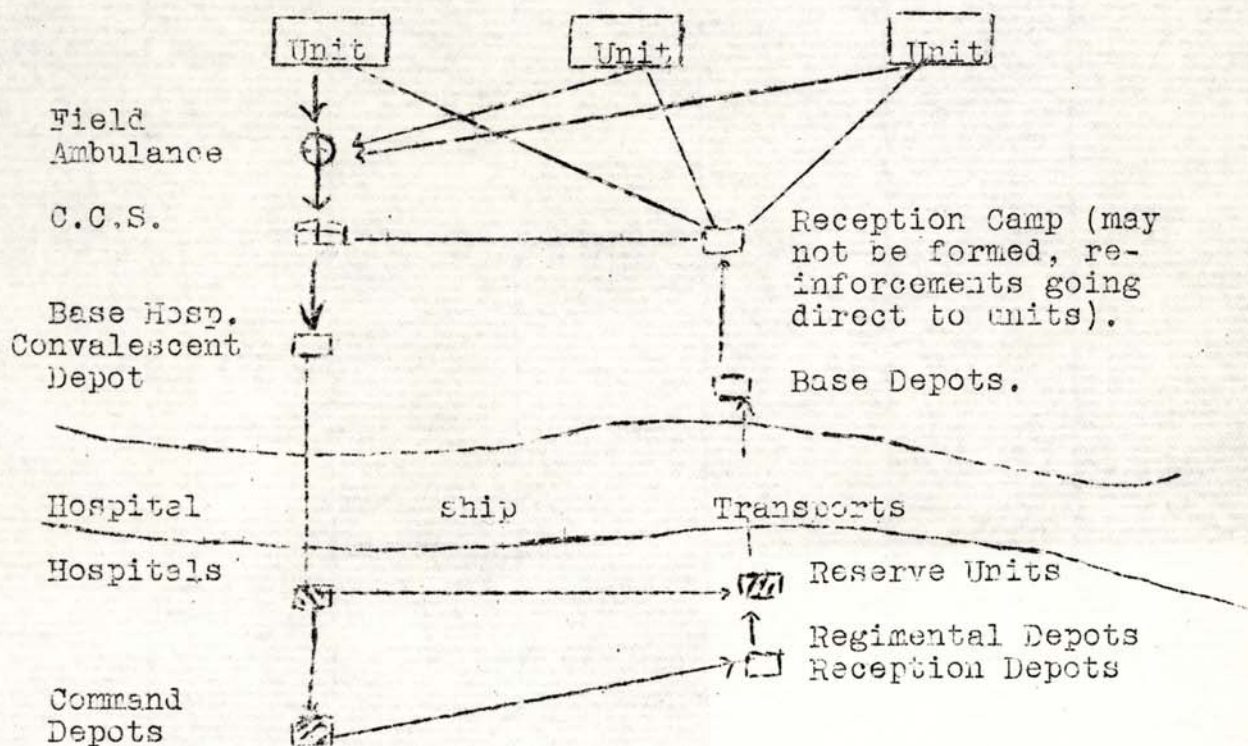 Unit Unit Unit
Field
Ambulance
C.C.S.
Reception Camp (may
not be formed, re-
inforcements going
direct to units).
Base Hosp.
Convalescent
Depot
Base Depots.
Hospital ship Transports
Hospitals
Reserve Units
Regimental Depots
Reception Depots
Command
Depots